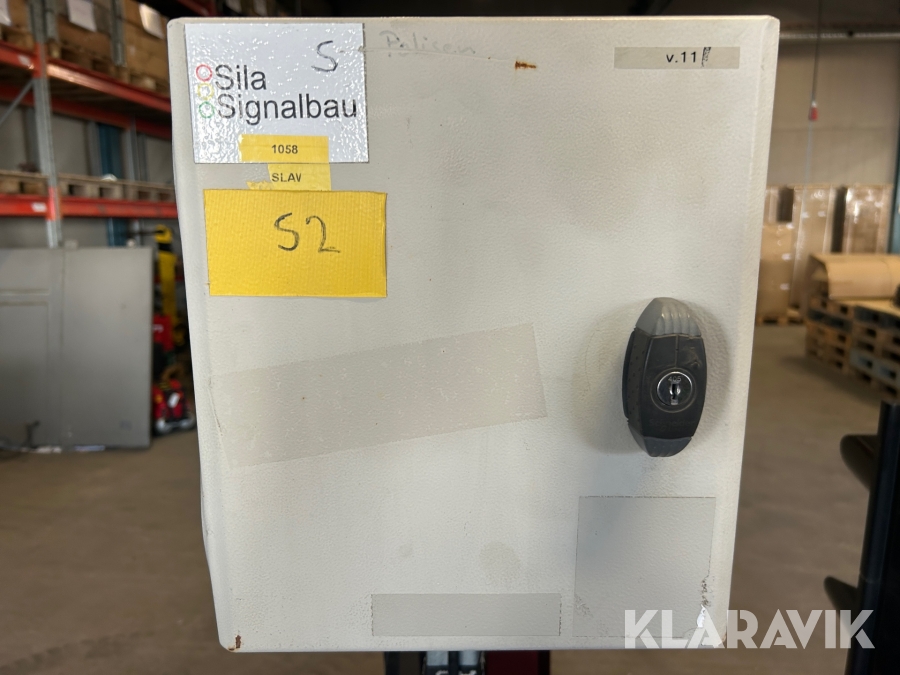 S
Sila
Signalbau
1058
SLAV
S2
v.11
KLARAVIK